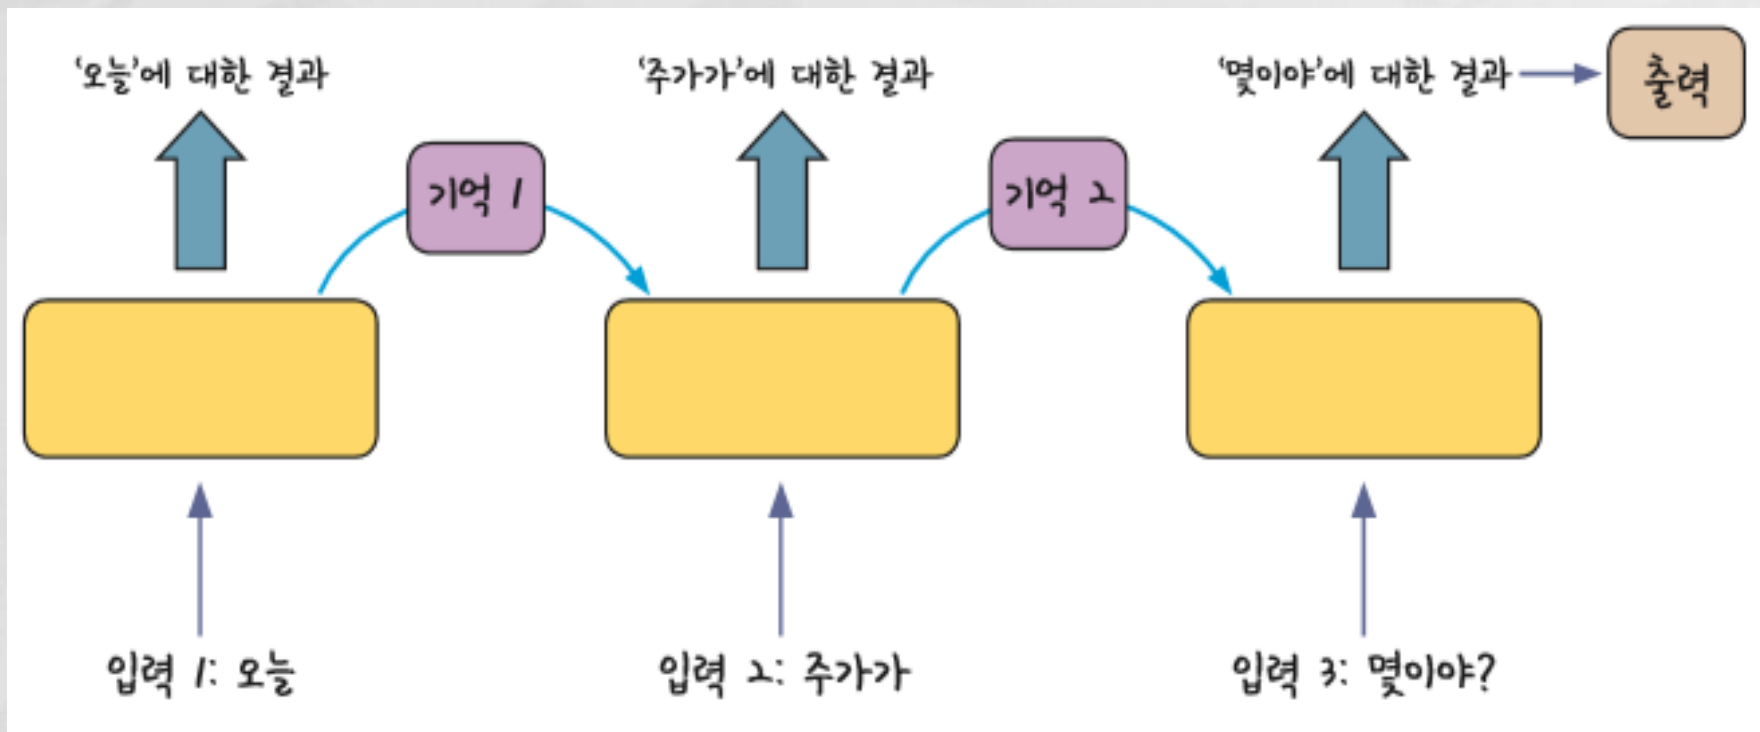 '오늘'에 대한 결과
'주가가'에 대한 결과
'몇이야'에 대한 결과
출력
기억 1
기억 2
입력 1: 오늘
입력 2: 주가가
입력 3: 몇이야?